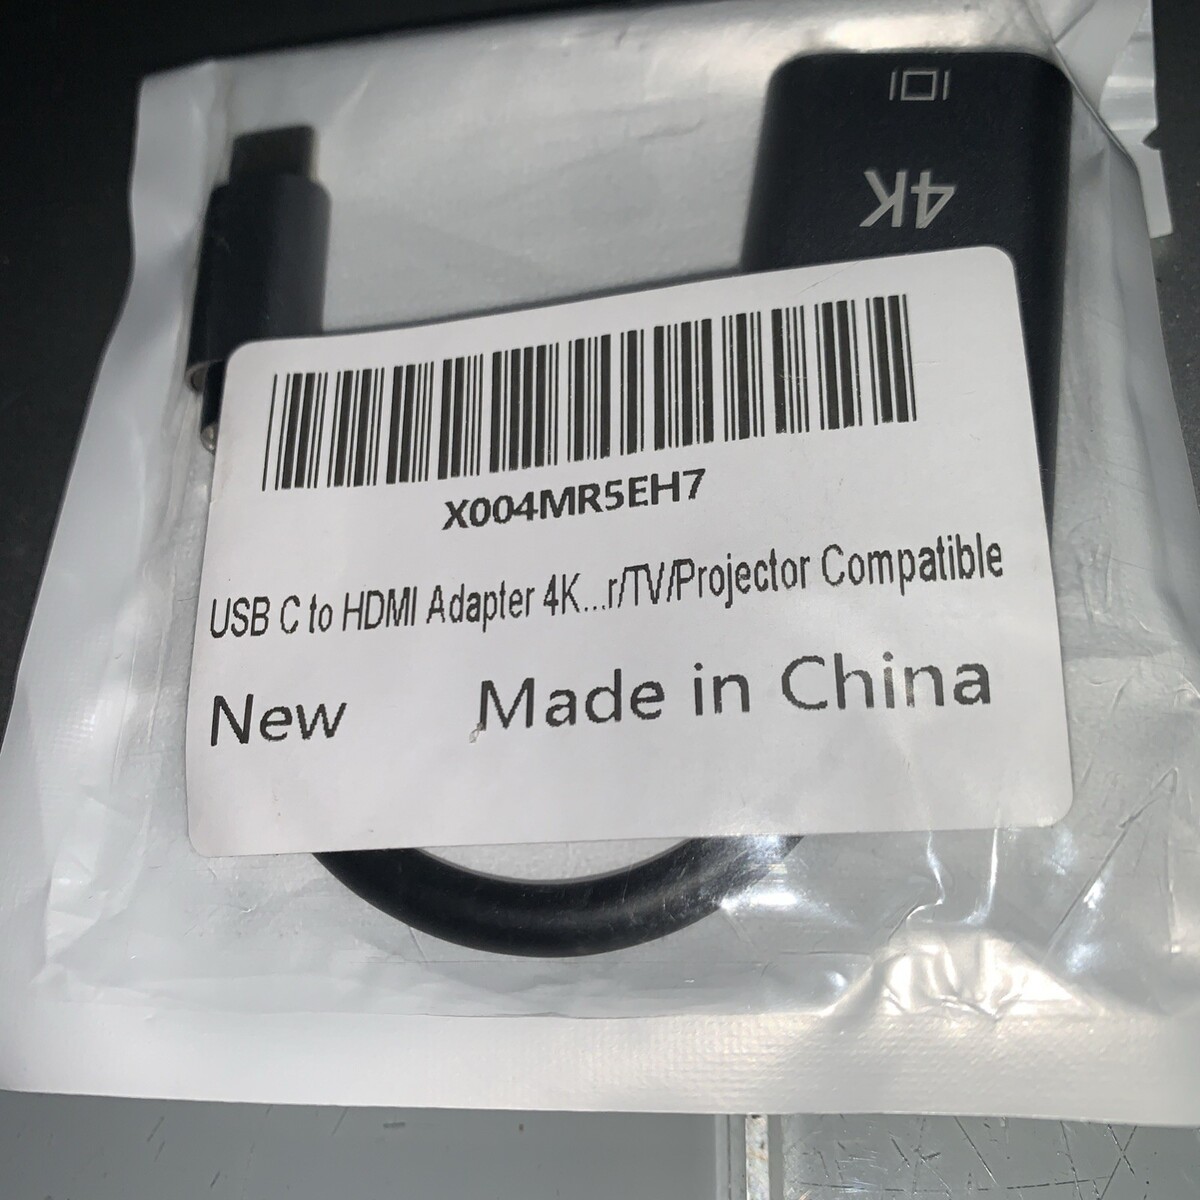 4K
X004MR5EH7
USB C to HDMI Adapter 4K...r/TV/Projector Compatible
New Made in China